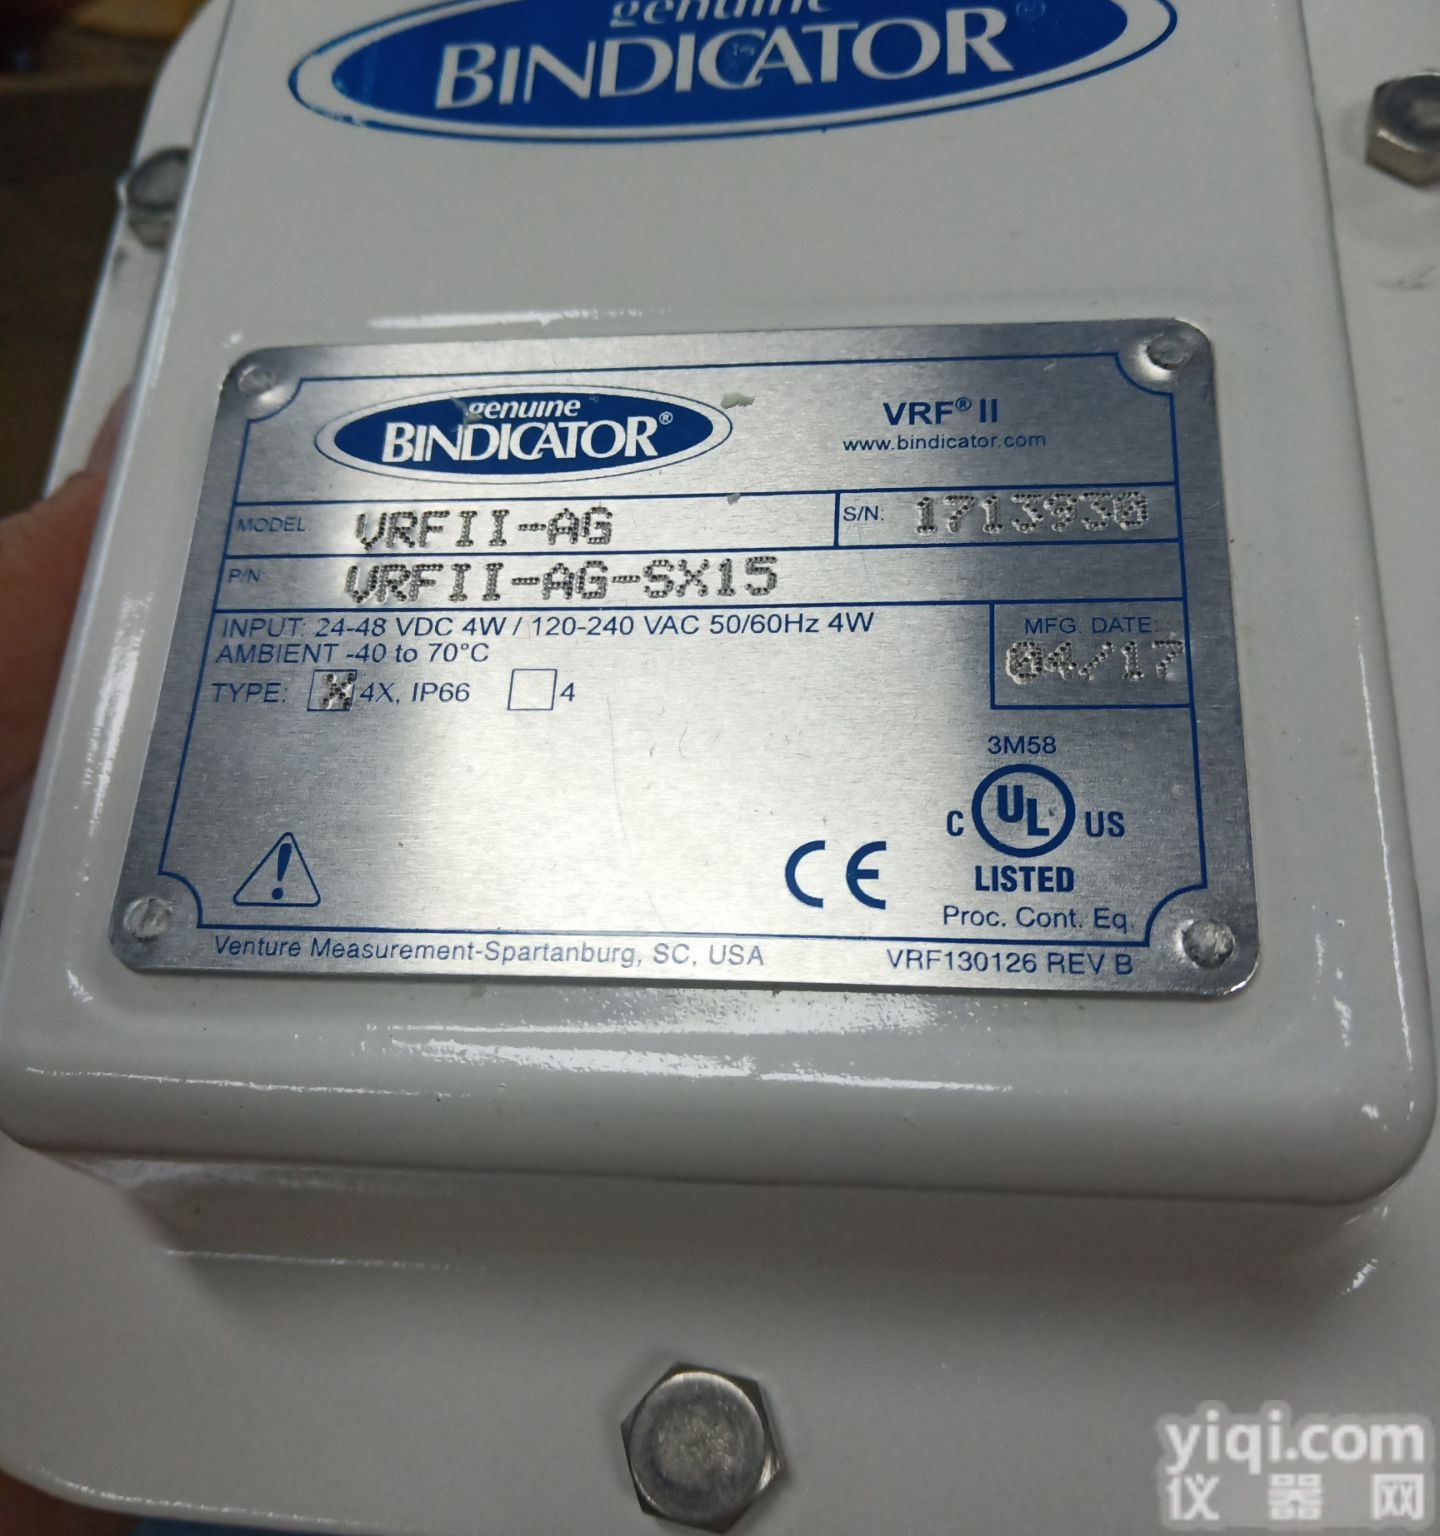 genuine
BINDICATOR®
genuine
BINDICATOR®
VRF® II
www.bindicator.com
MODEL: VRFII-AG
S/N: 1713930
P/N: VRFII-AG-SX15
INPUT: 24-48 VDC 4W / 120-240 VAC 50/60Hz 4W
AMBIENT -40 to 70°C
MFG. DATE:
04/17
TYPE: X 4X, IP66 4
3M58
C UL US
LISTED
CE
Proc. Cont. Eq.
Venture Measurement-Spartanburg, SC, USA
VRF130126 REV B
yiqi.com
仪器网